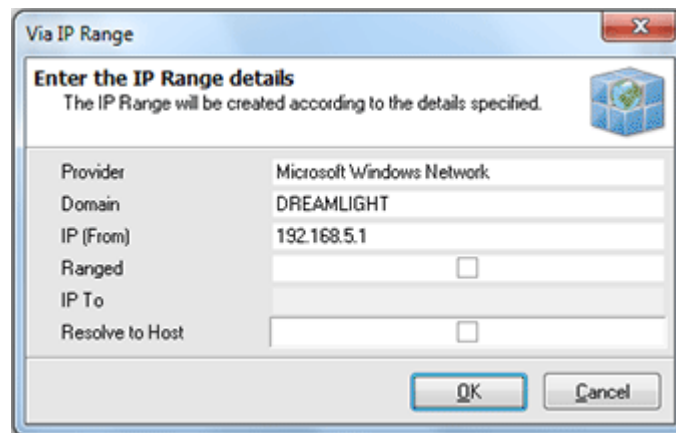 Via IP Range
Enter the IP Range details
The IP Range will be created according to the details specified.
Provider Microsoft Windows Network
Domain DREAMLIGHT
IP (From) 192.168.5.1
Ranged
IP To
Resolve to Host
OK Cancel